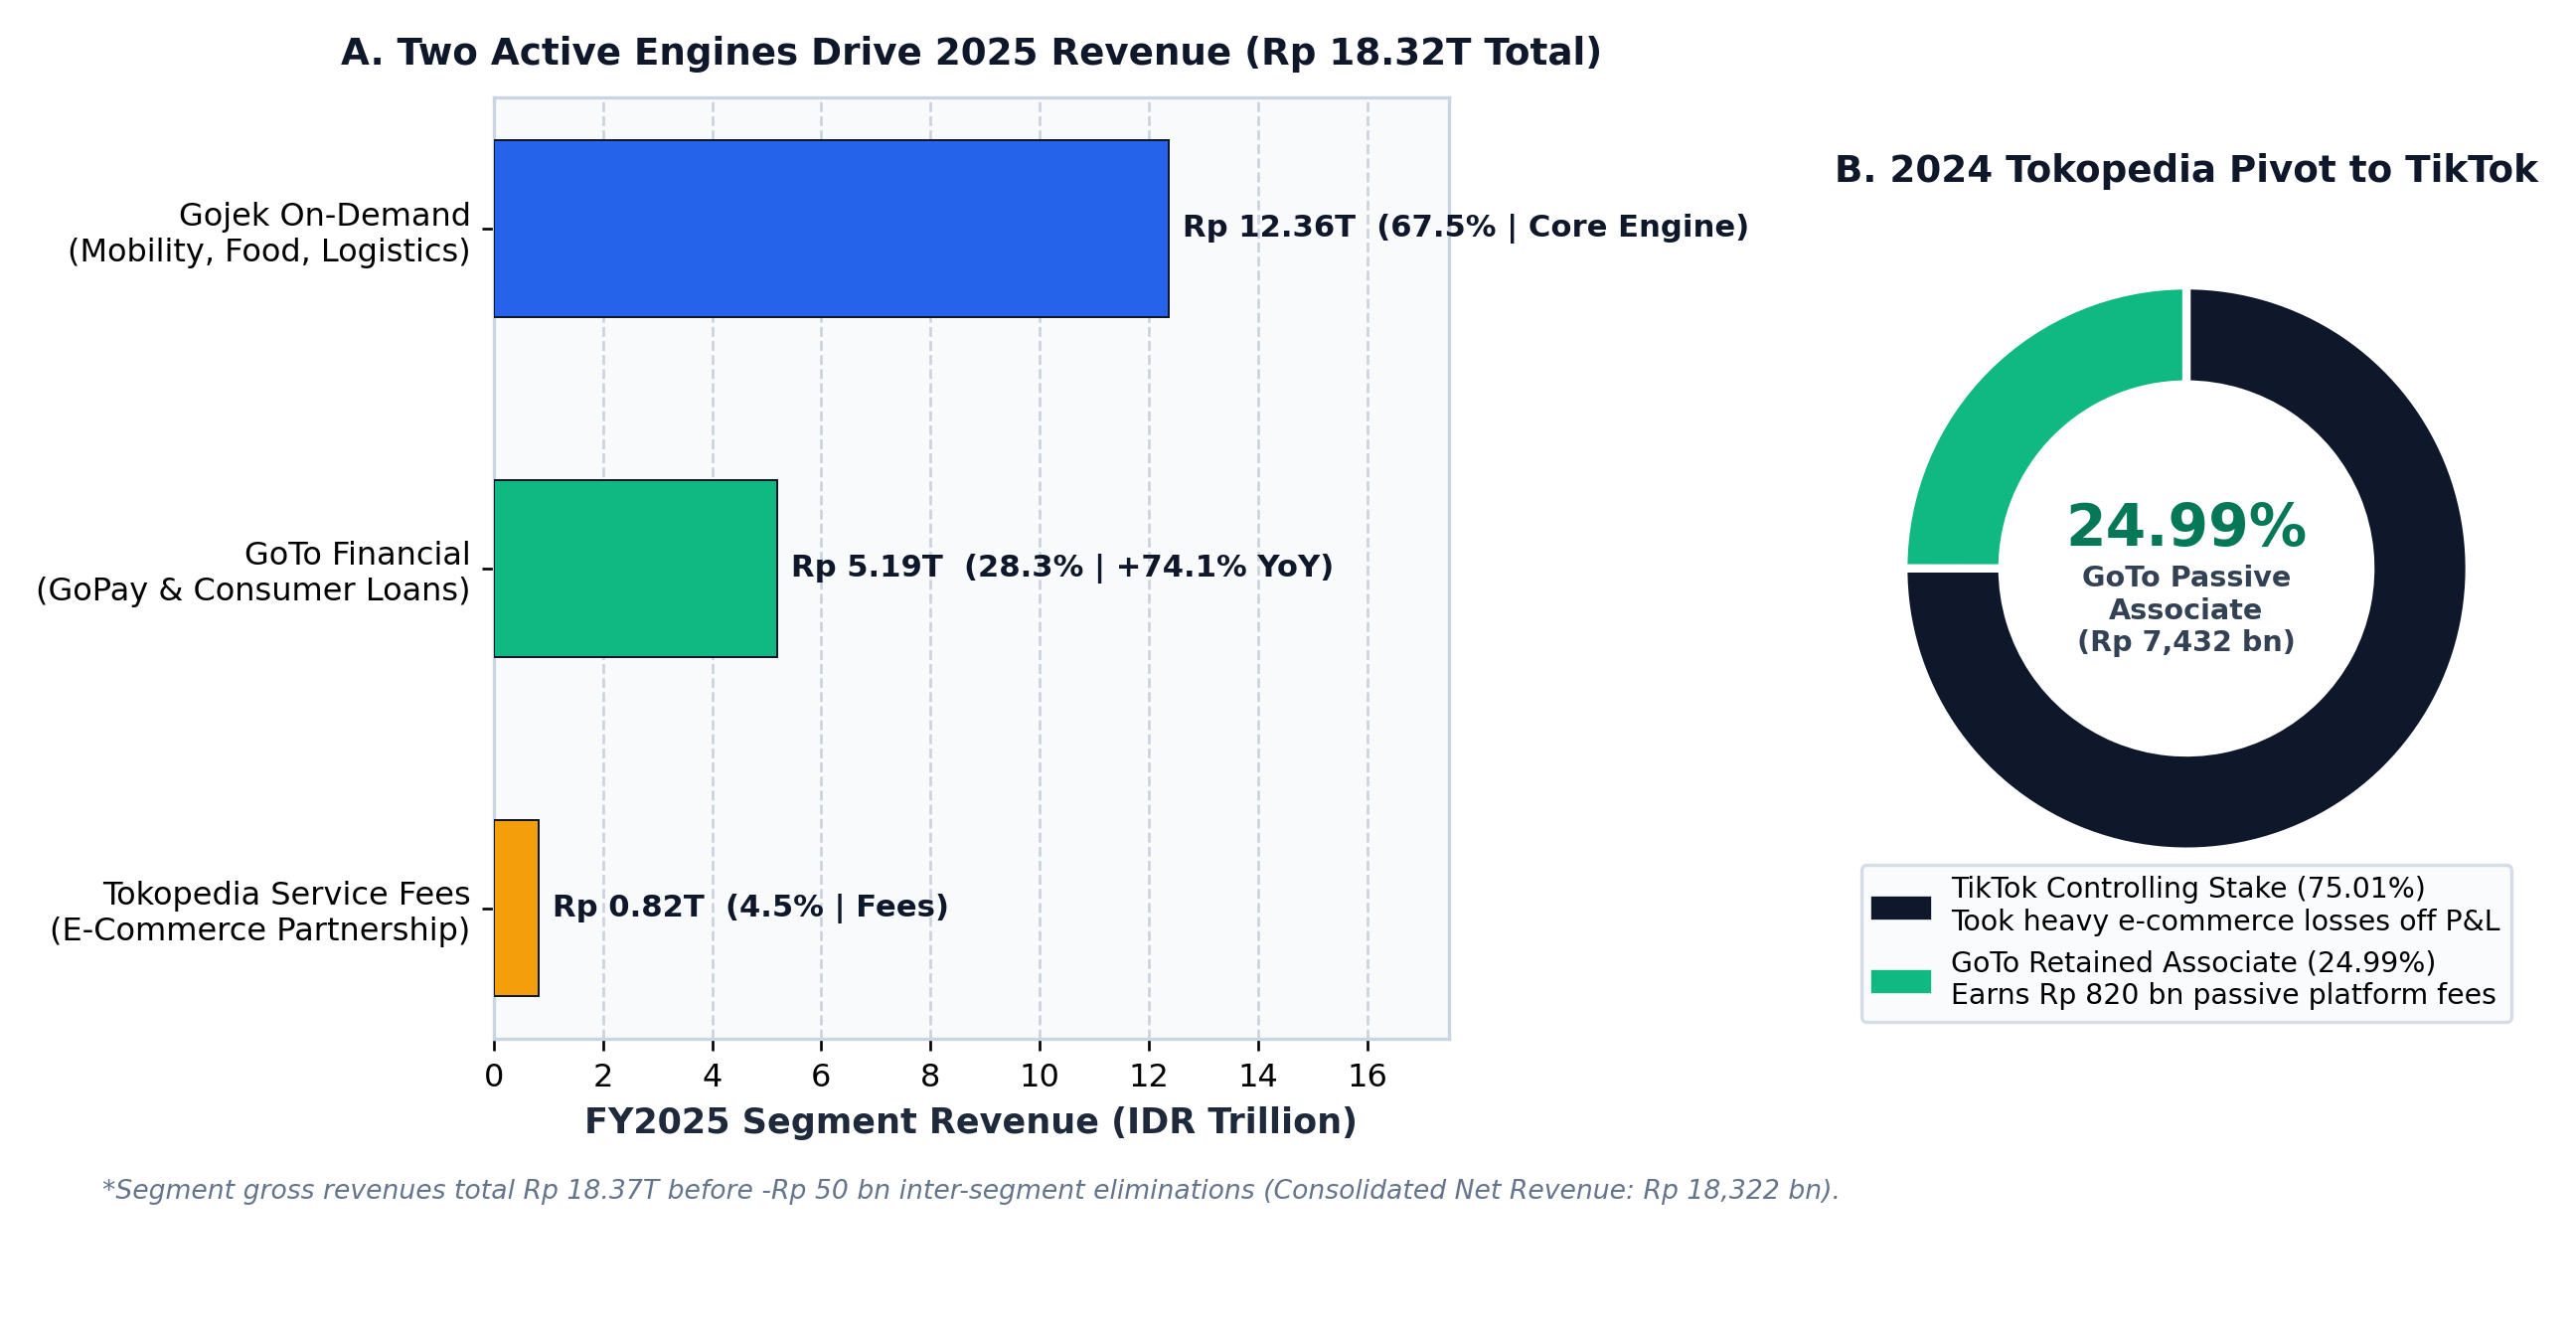 A. Two Active Engines Drive 2025 Revenue (Rp 18.32T Total)
Gojek On-Demand
(Mobility, Food, Logistics)
Rp 12.36T  (67.5% | Core Engine)
GoTo Financial
(GoPay & Consumer Loans)
Rp 5.19T  (28.3% | +74.1% YoY)
Tokopedia Service Fees
(E-Commerce Partnership)
Rp 0.82T  (4.5% | Fees)
0 2 4 6 8 10 12 14 16
FY2025 Segment Revenue (IDR Trillion)
B. 2024 Tokopedia Pivot to TikTok
24.99%
GoTo Passive
Associate
(Rp 7,432 bn)
TikTok Controlling Stake (75.01%)
Took heavy e-commerce losses off P&L
GoTo Retained Associate (24.99%)
Earns Rp 820 bn passive platform fees
*Segment gross revenues total Rp 18.37T before -Rp 50 bn inter-segment eliminations (Consolidated Net Revenue: Rp 18,322 bn).